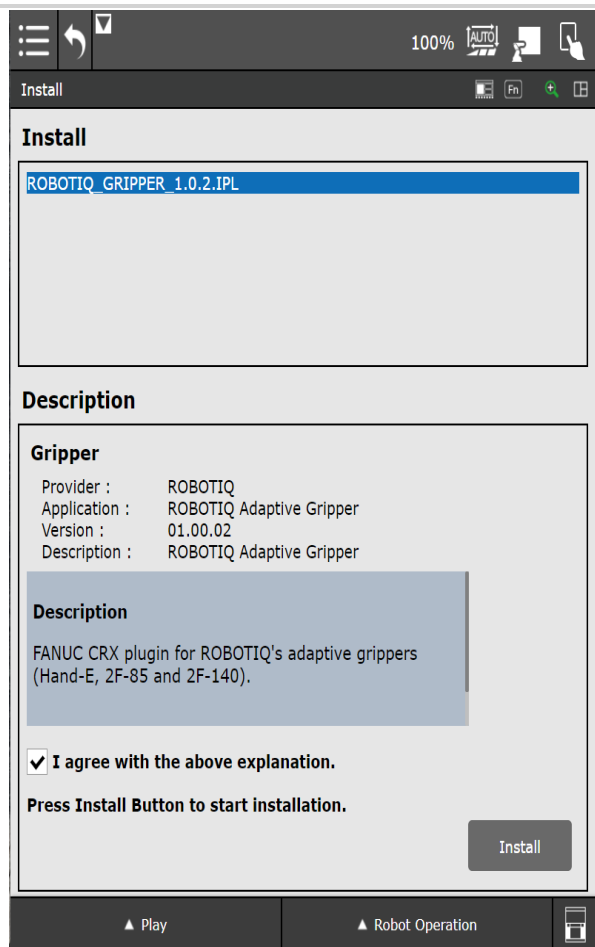 100% AUTO
Install Fn
Install
ROBOTIQ_GRIPPER_1.0.2.IPL
Description
Gripper
Provider : ROBOTIQ
Application : ROBOTIQ Adaptive Gripper
Version : 01.00.02
Description : ROBOTIQ Adaptive Gripper
Description
FANUC CRX plugin for ROBOTIQ's adaptive grippers
(Hand-E, 2F-85 and 2F-140).
I agree with the above explanation.
Press Install Button to start installation.
Install
Play Robot Operation